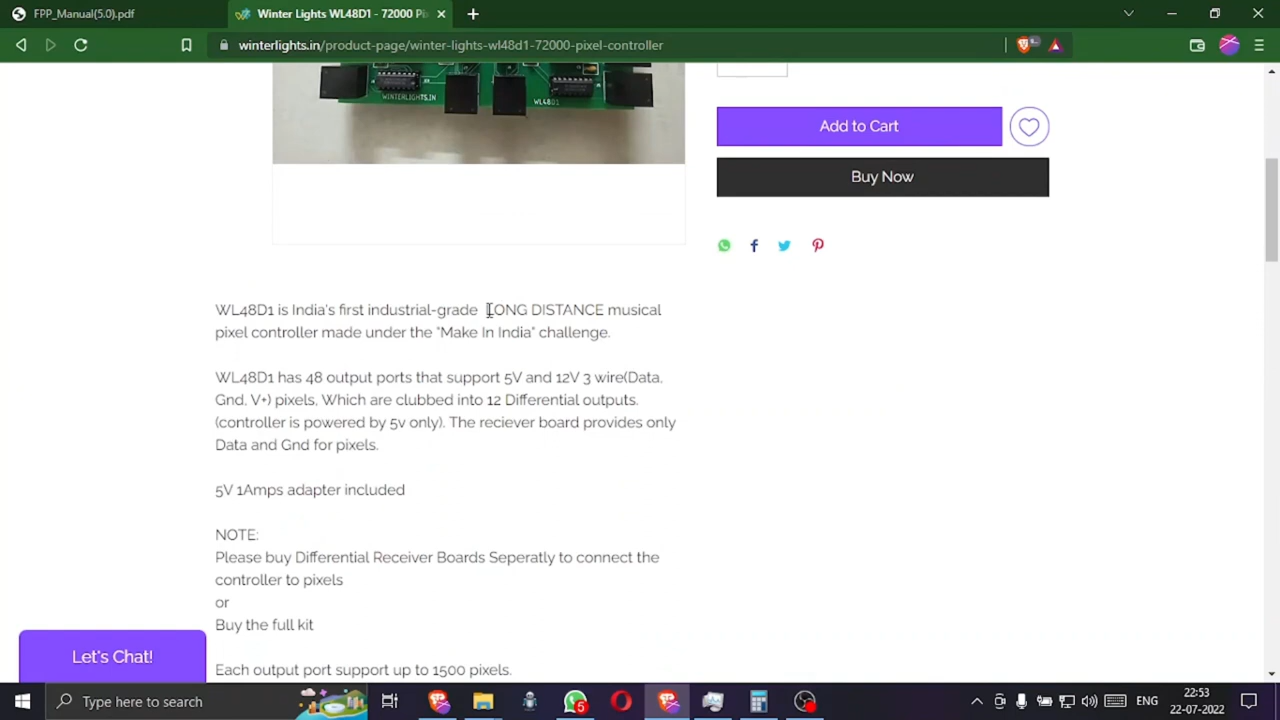 FPP_Manual(5.0).pdf
Winter Lights WL48D1 - 72000 Pi
winterlights.in/product-page/winter-lights-wl48d1-72000-pixel-controller
WINTERLIGHTS.IN
WL48D1
Add to Cart
Buy Now
WL48D1 is India's first industrial-grade LONG DISTANCE musical
pixel controller made under the "Make In India" challenge.
WL48D1 has 48 output ports that support 5V and 12V 3 wire(Data,
Gnd, V+) pixels, Which are clubbed into 12 Differential outputs.
(controller is powered by 5v only). The reciever board provides only
Data and Gnd for pixels.
5V 1Amps adapter included
NOTE:
Please buy Differential Receiver Boards Seperatly to connect the
controller to pixels
or
Buy the full kit
Let's Chat!
Each output port support up to 1500 pixels.
Type here to search
5
ENG
22:53
22-07-2022